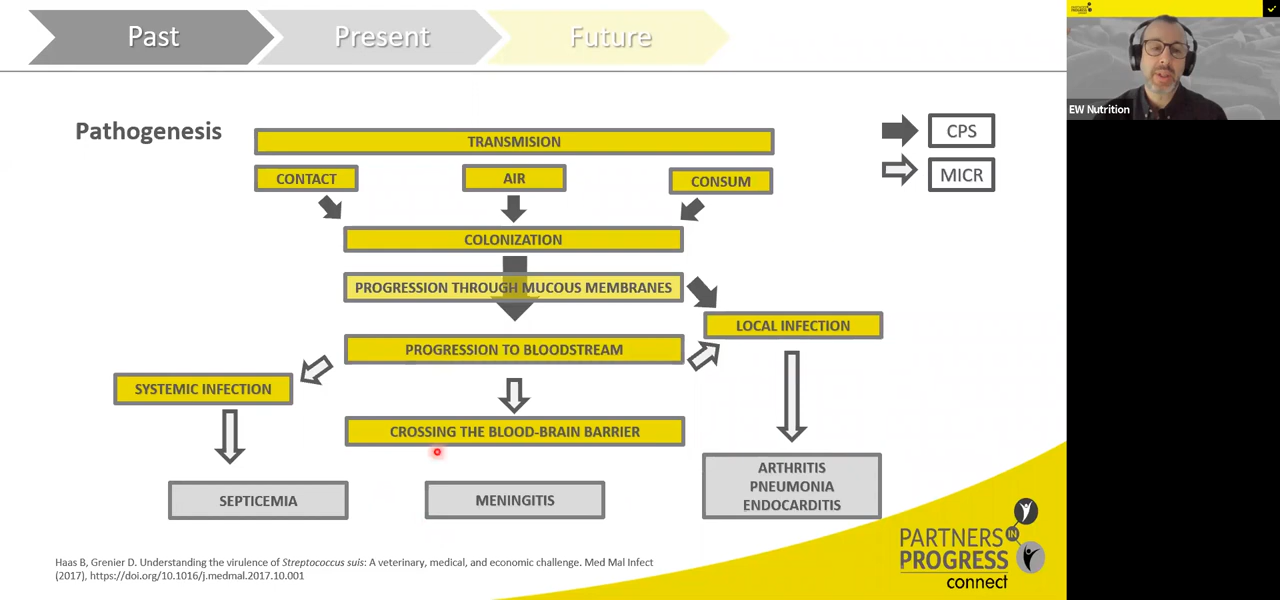 Past
Present
Future
EW Nutrition
Pathogenesis
TRANSMISION
CPS
MICR
CONTACT
AIR
CONSUM
COLONIZATION
PROGRESSION THROUGH MUCOUS MEMBRANES
LOCAL INFECTION
PROGRESSION TO BLOODSTREAM
SYSTEMIC INFECTION
CROSSING THE BLOOD-BRAIN BARRIER
SEPTICEMIA
MENINGITIS
ARTHRITIS
PNEUMONIA
ENDOCARDITIS
Haas B, Grenier D. Understanding the virulence of Streptococcus suis: A veterinary, medical, and economic challenge. Med Mal Infect
(2017), https://doi.org/10.1016/j.medmal.2017.10.001
PARTNERS IN
PROGRESS
connect